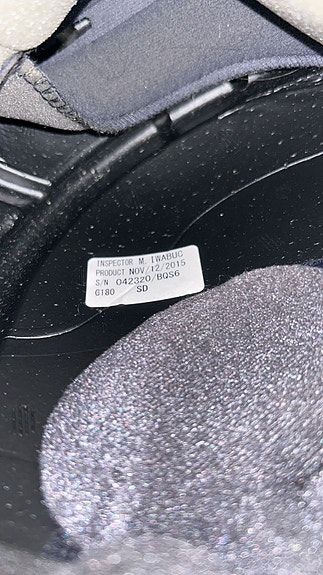 INSPECTOR M. IWABUC
PRODUCT NOV/12/2015
S/N 042320/BQS6
G180 SD